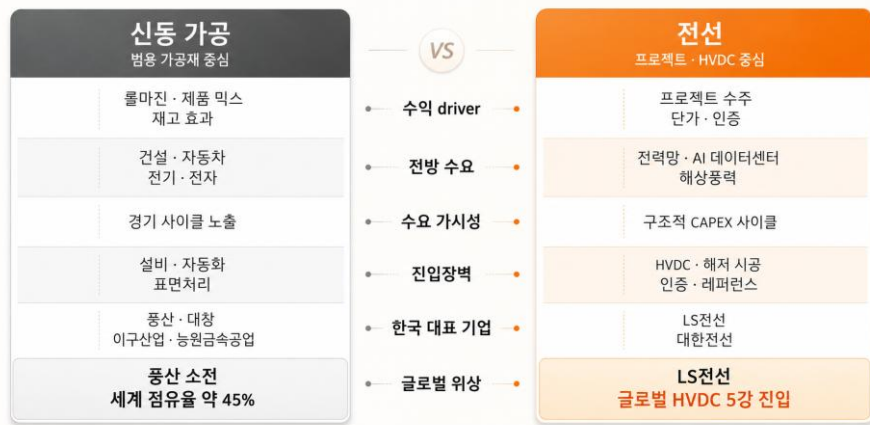 신동 가공
범용 가공재 중심
VS
전선
프로젝트 · HVDC 중심
롤마진 · 제품 믹스
재고 효과
수익 driver
프로젝트 수주
단가 · 인증
건설 · 자동차
전기 · 전자
전방 수요
전력망 · AI 데이터센터
해상풍력
경기 사이클 노출
수요 가시성
구조적 CAPEX 사이클
설비 · 자동화
표면처리
진입장벽
HVDC · 해저 시공
인증 · 레퍼런스
풍산 · 대창
이구산업 · 능원금속공업
한국 대표 기업
LS전선
대한전선
풍산 소전
세계 점유율 약 45%
글로벌 위상
LS전선
글로벌 HVDC 5강 진입